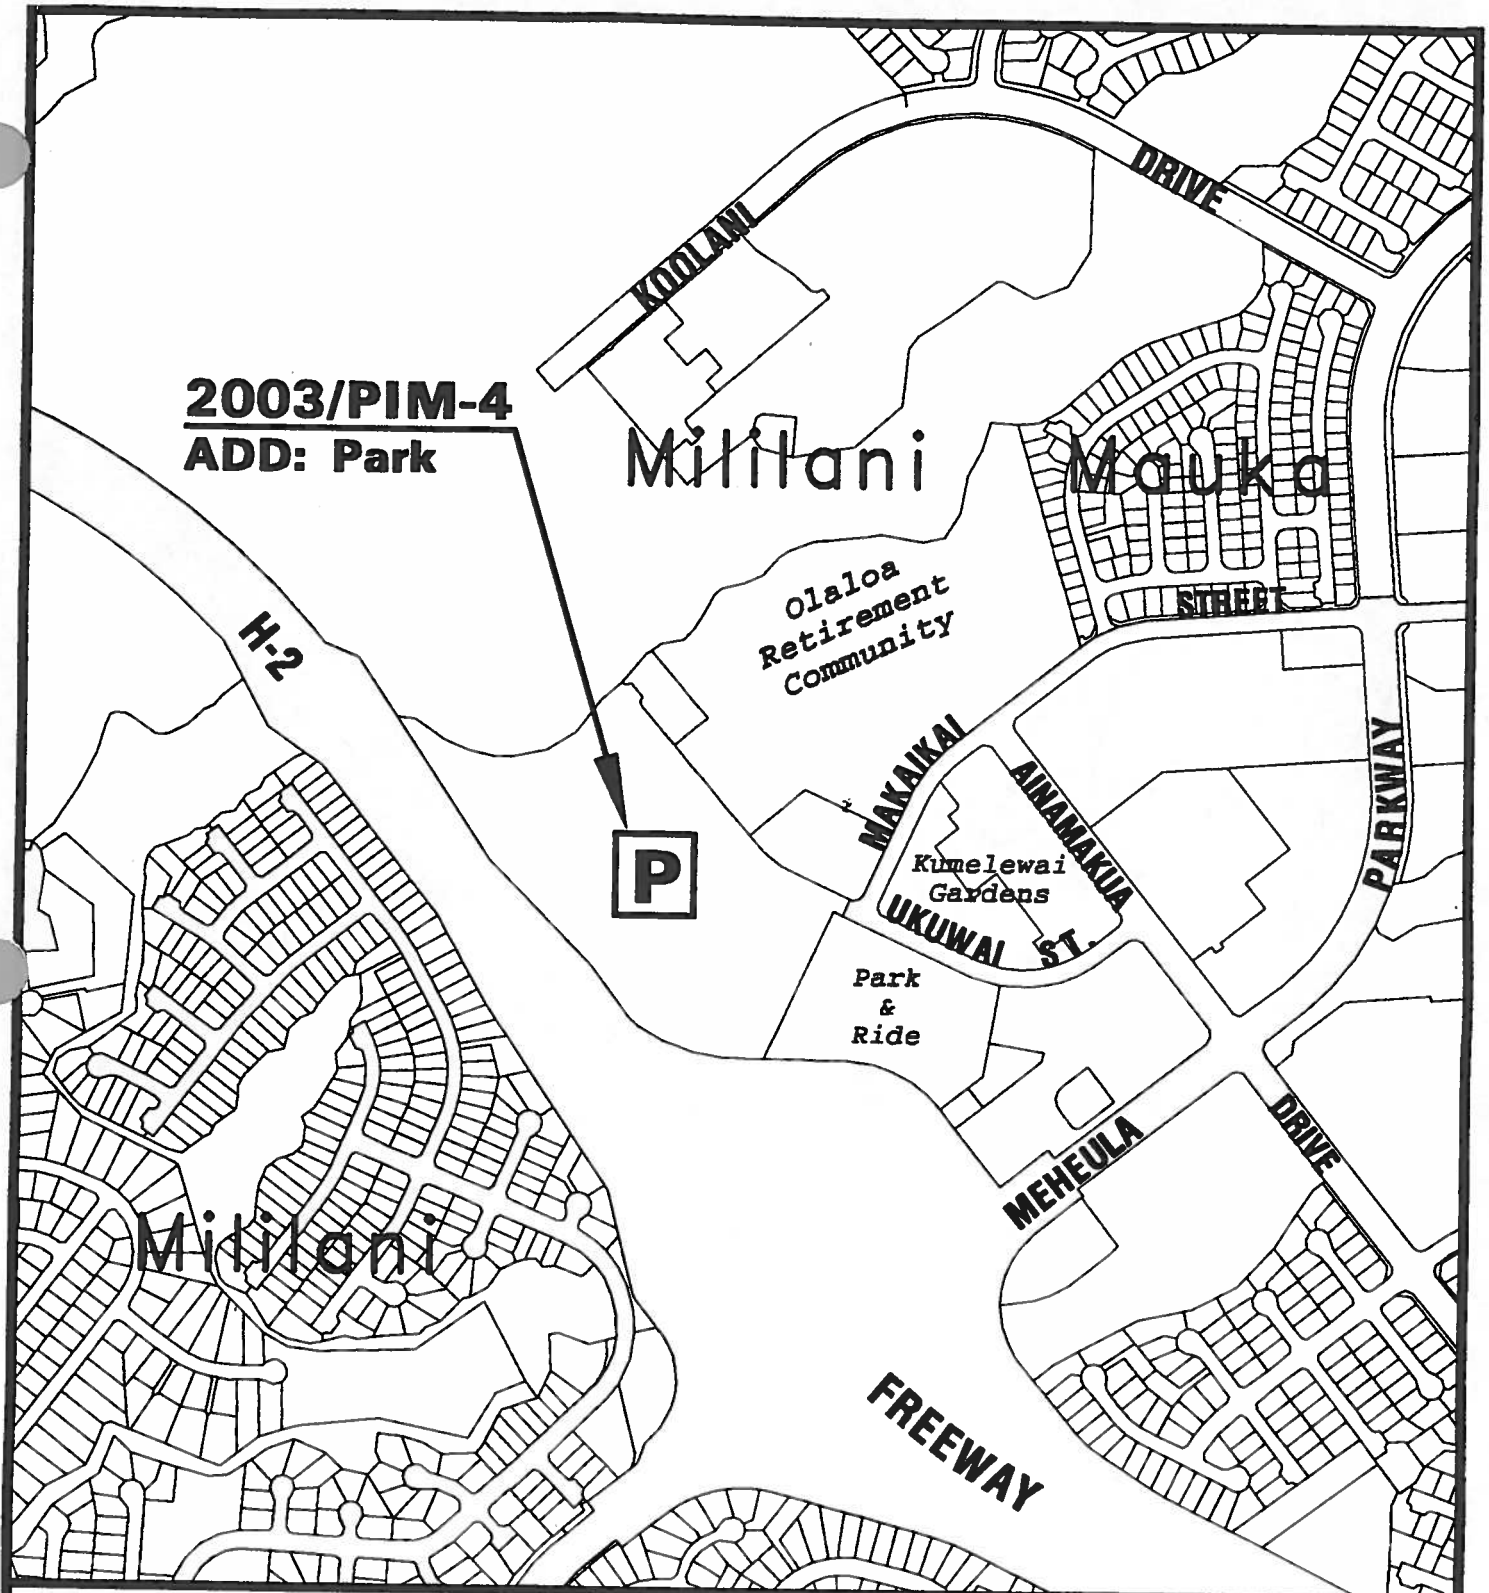 DRIVE
KOOLANI
2003/PIM-4
ADD: Park
Mililani
Mauka
Olaloa
Retirement
Community
STREET
H-2
MAKAIKAI
AINAMAKUA
PARKWAY
P
Kumelewai
Gardens
UKUWAI ST.
Park
&
Ride
MEHEULA
DRIVE
Mililani
FREEWAY